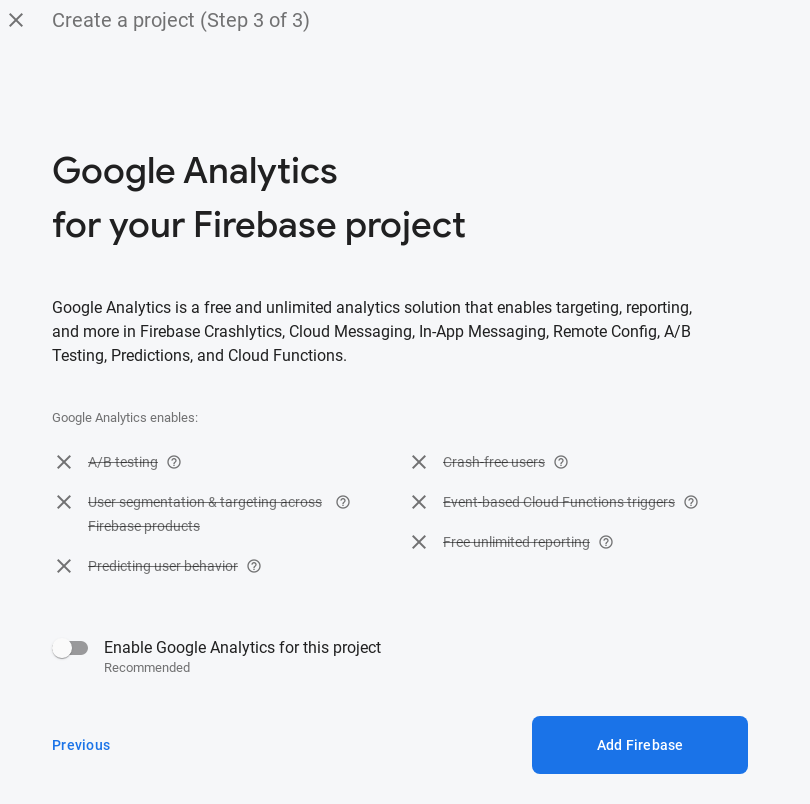 Create a project (Step 3 of 3)
Google Analytics
for your Firebase project
Google Analytics is a free and unlimited analytics solution that enables targeting, reporting,
and more in Firebase Crashlytics, Cloud Messaging, In-App Messaging, Remote Config, A/B
Testing, Predictions, and Cloud Functions.
Google Analytics enables:
A/B testing
User segmentation & targeting across
Firebase products
Predicting user behavior
Crash-free users
Event-based Cloud Functions triggers
Free unlimited reporting
Enable Google Analytics for this project
Recommended
Previous
Add Firebase